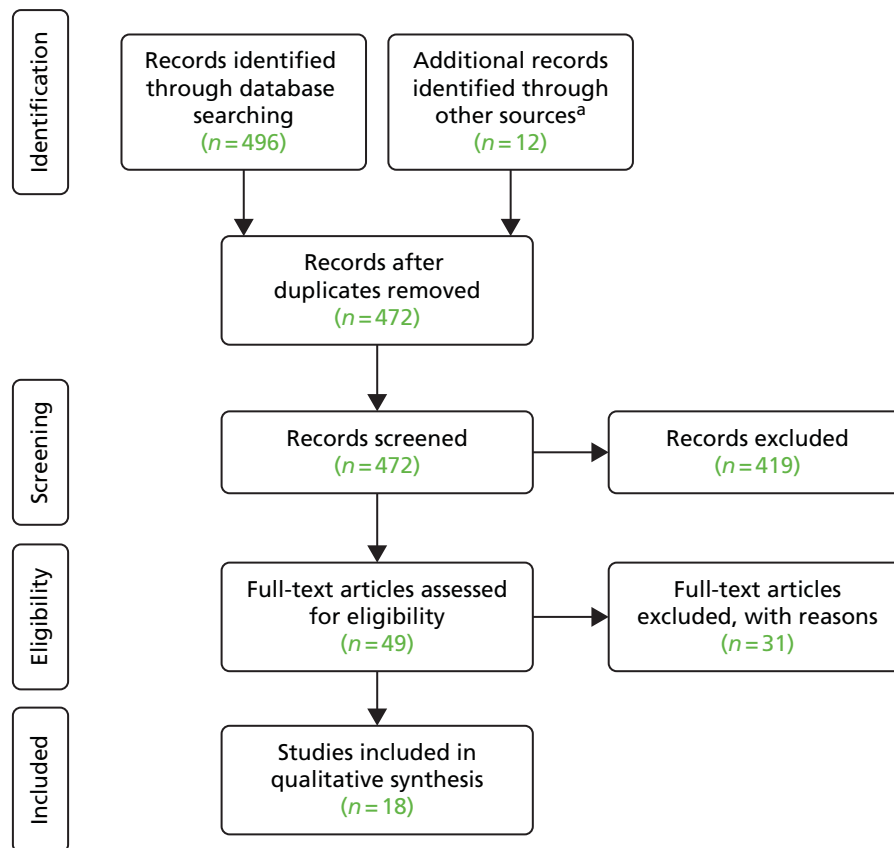 Identification
Records identified
through database
searching
(n = 496)
Additional records
identified through
other sourcesa
(n = 12)
Records after
duplicates removed
(n = 472)
Screening
Records screened
(n = 472)
Records excluded
(n = 419)
Eligibility
Full-text articles assessed
for eligibility
(n = 49)
Full-text articles
excluded, with reasons
(n = 31)
Included
Studies included in
qualitative synthesis
(n = 18)